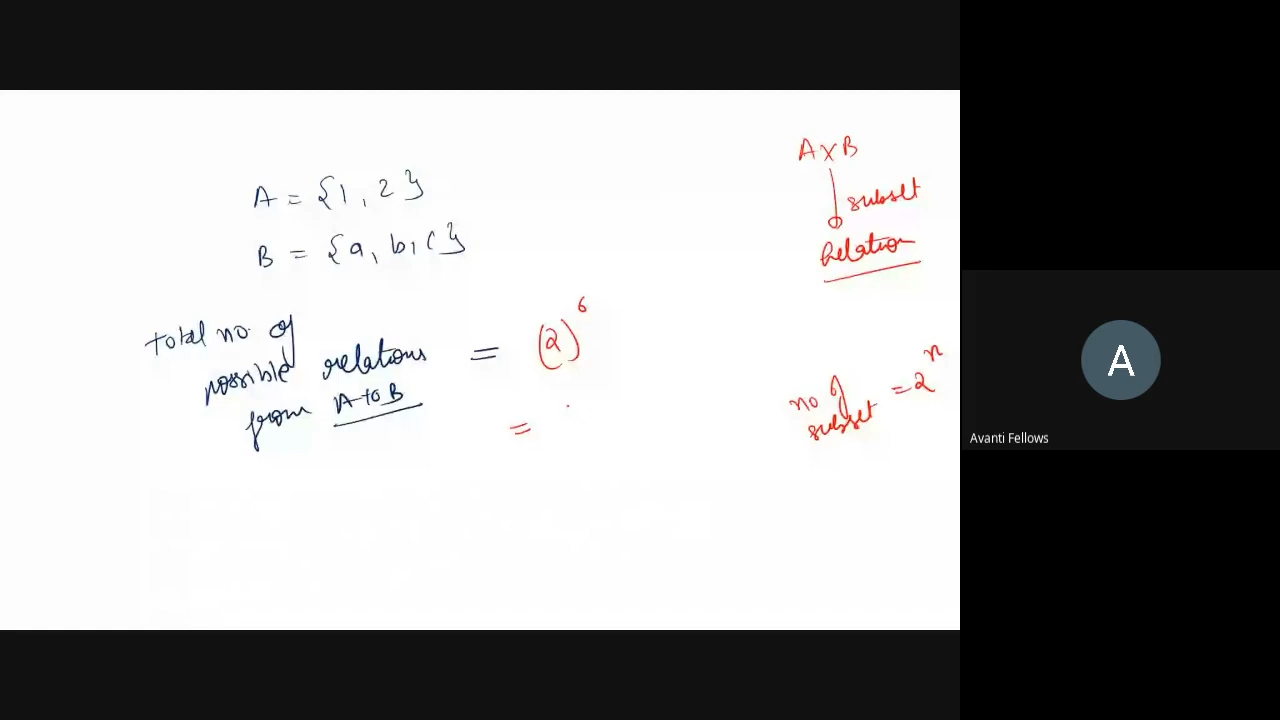 A = {1, 2}
B = {a, b, c}
total no. of
possible relations = (2)^6
from A to B
=
A x B
subset
Relation
no of
subset = 2^n
A
Avanti Fellows